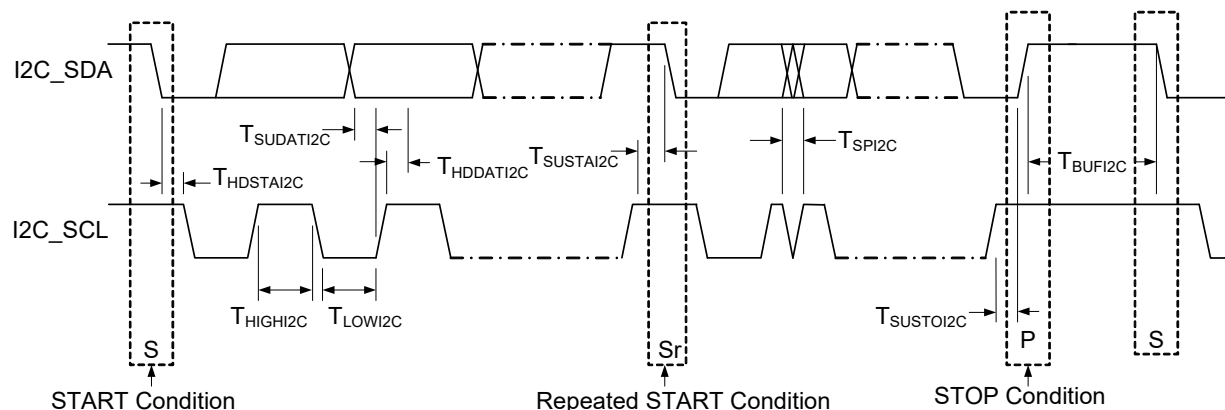 I2C_SDA
TSUDATI2C
THDDATI2C
TSUSTAI2C
TSPI2C
TBUFI2C
THDSTAI2C
I2C_SCL
THIGHI2C
TLOWI2C
TSUSTOI2C
S
Sr
P
S
START Condition
Repeated START Condition
STOP Condition